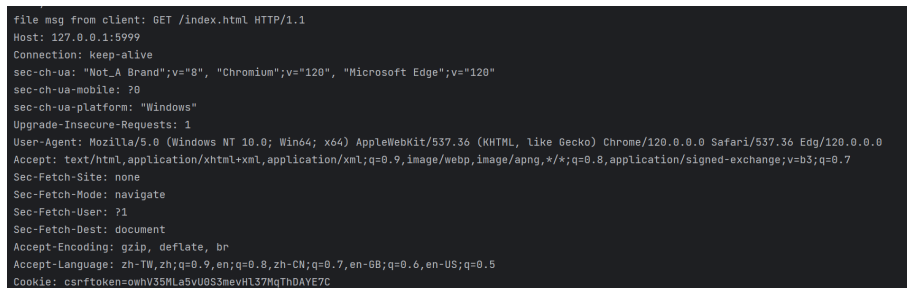 file msg from client: GET /index.html HTTP/1.1
Host: 127.0.0.1:5999
Connection: keep-alive
sec-ch-ua: "Not_A Brand";v="8", "Chromium";v="120", "Microsoft Edge";v="120"
sec-ch-ua-mobile: ?0
sec-ch-ua-platform: "Windows"
Upgrade-Insecure-Requests: 1
User-Agent: Mozilla/5.0 (Windows NT 10.0; Win64; x64) AppleWebKit/537.36 (KHTML, like Gecko) Chrome/120.0.0.0 Safari/537.36 Edg/120.0.0.0
Accept: text/html,application/xhtml+xml,application/xml;q=0.9,image/webp,image/apng,*/*;q=0.8,application/signed-exchange;v=b3;q=0.7
Sec-Fetch-Site: none
Sec-Fetch-Mode: navigate
Sec-Fetch-User: ?1
Sec-Fetch-Dest: document
Accept-Encoding: gzip, deflate, br
Accept-Language: zh-TW,zh;q=0.9,en;q=0.8,zh-CN;q=0.7,en-GB;q=0.6,en-US;q=0.5
Cookie: csrftoken=owhV35MLa5vU0S3mevHl37MqThDAYE7C